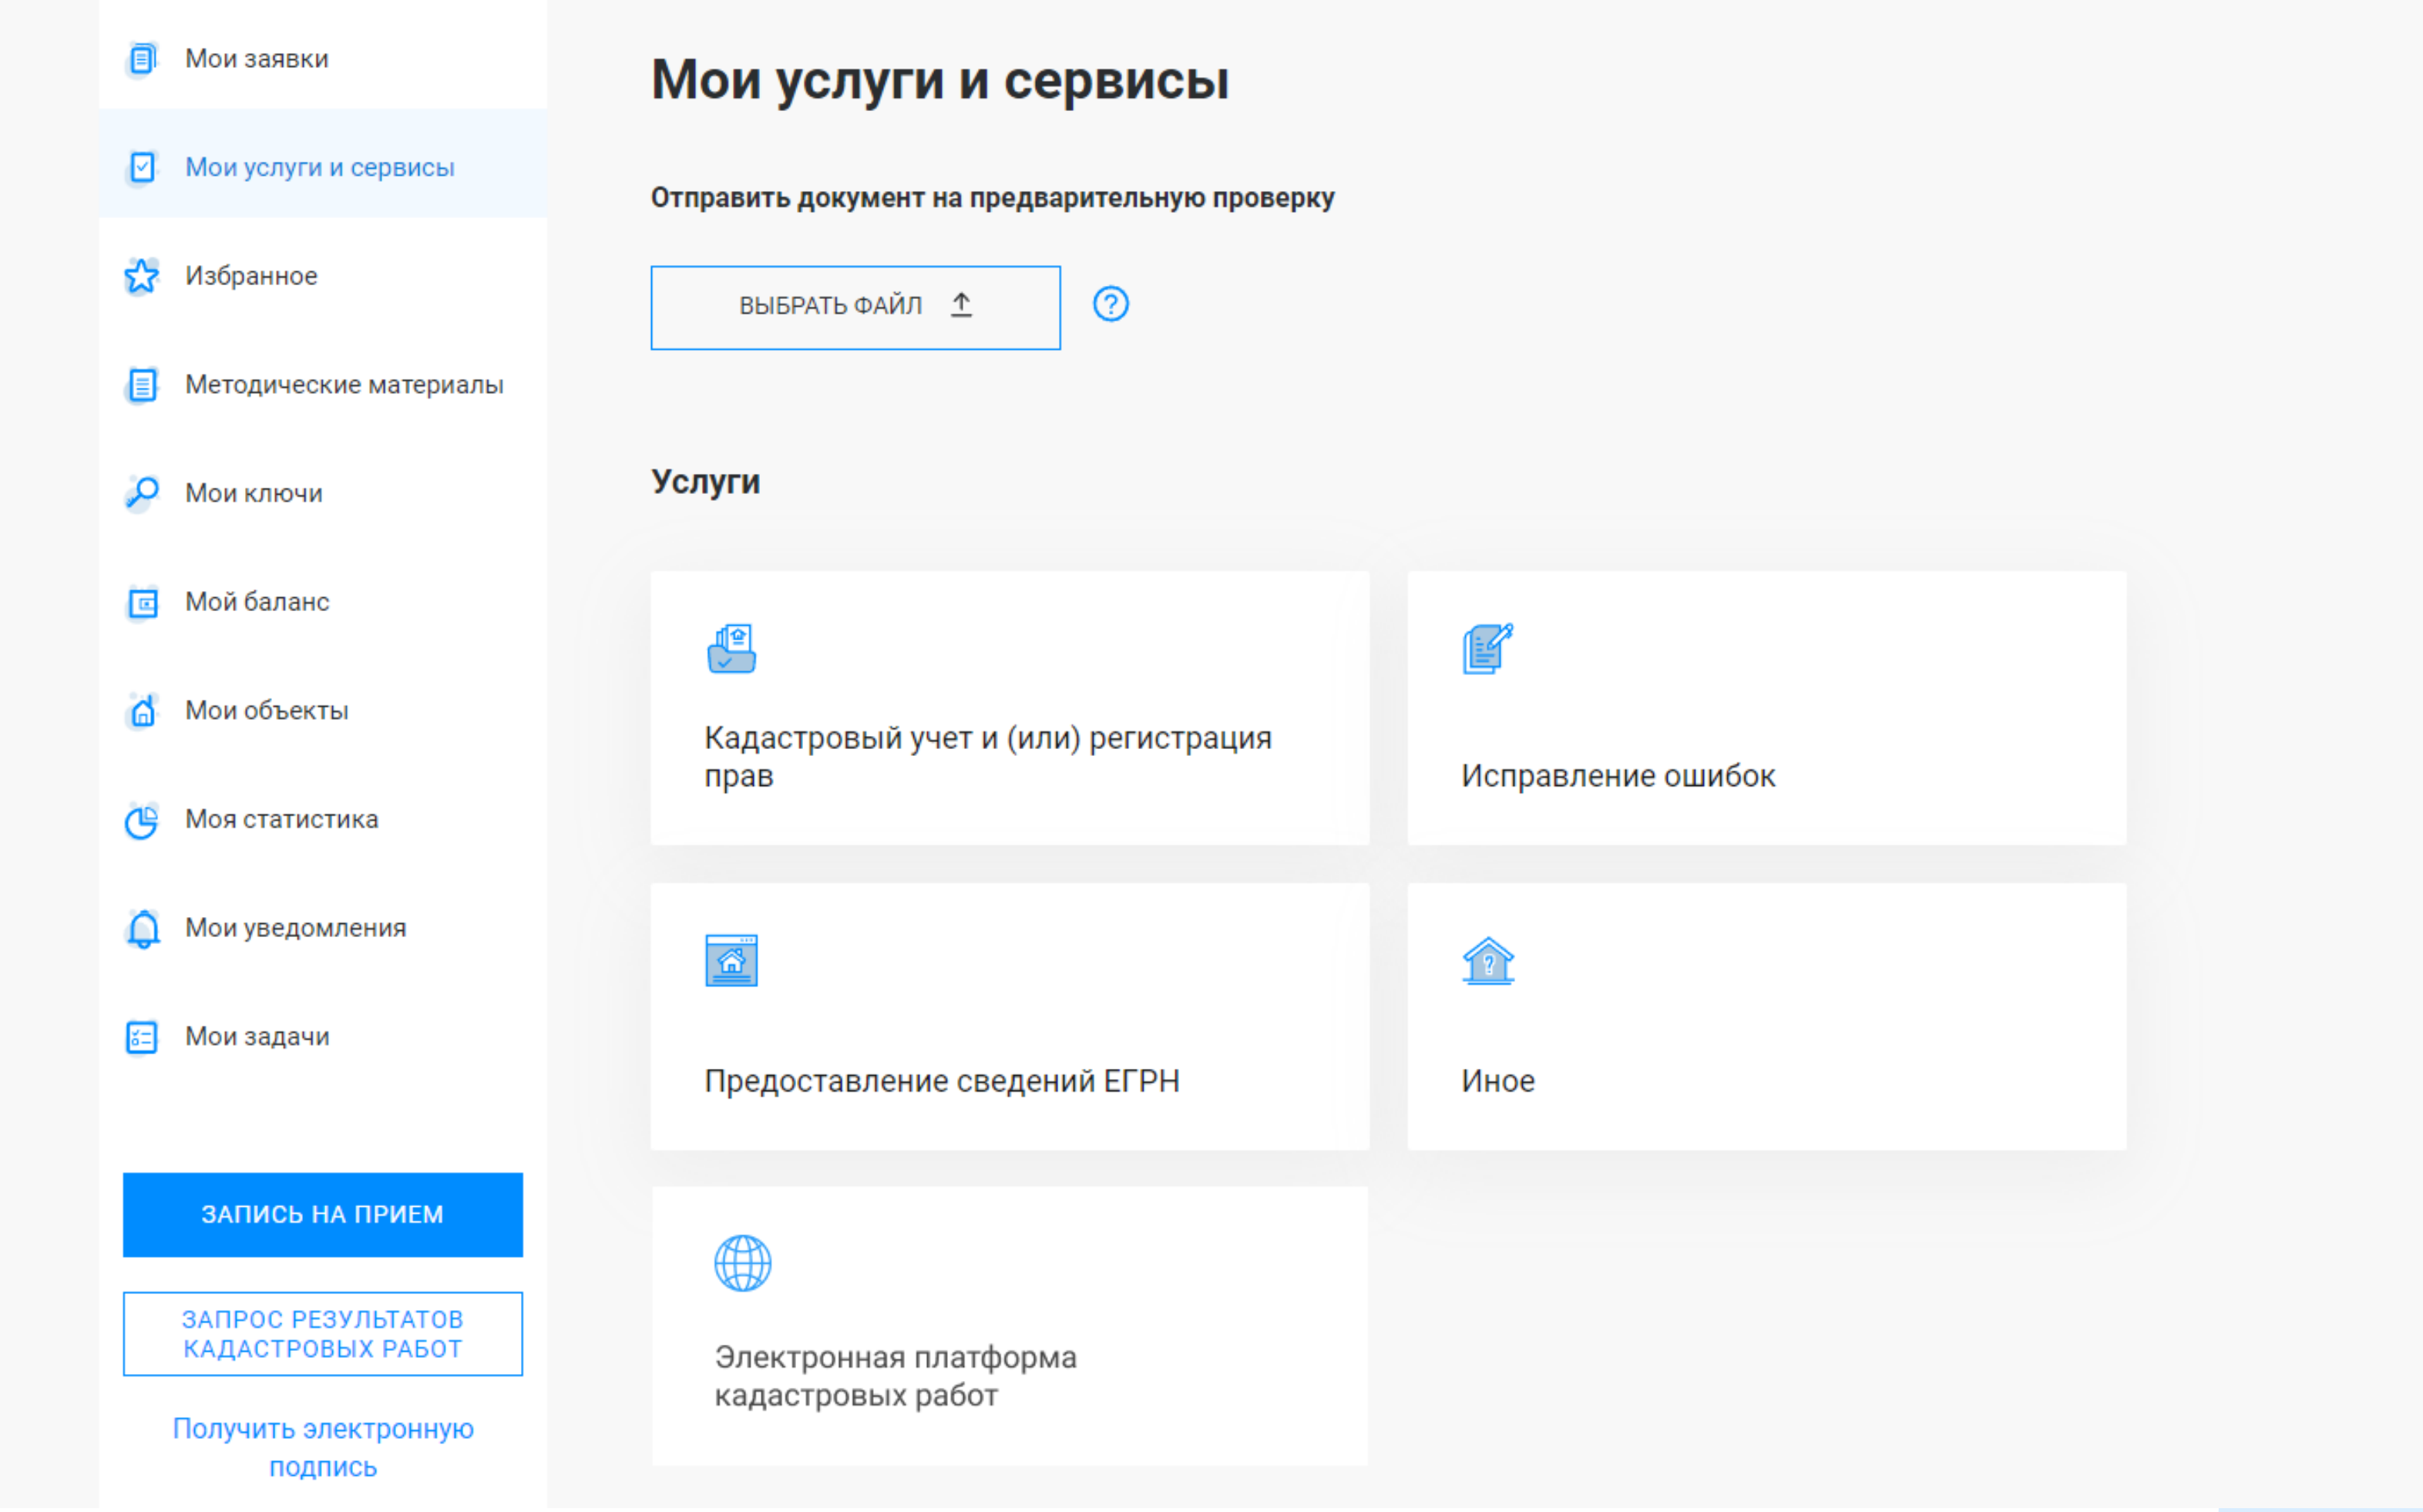 Мои заявки
Мои услуги и сервисы
Избранное
Методические материалы
Мои ключи
Мой баланс
Мои объекты
Моя статистика
Мои уведомления
Мои задачи
ЗАПИСЬ НА ПРИЕМ
ЗАПРОС РЕЗУЛЬТАТОВ
КАДАСТРОВЫХ РАБОТ
Получить электронную
подпись
Мои услуги и сервисы
Отправить документ на предварительную проверку
ВЫБРАТЬ ФАЙЛ
Услуги
Кадастровый учет и (или) регистрация
прав
Исправление ошибок
Предоставление сведений ЕГРН
Иное
Электронная платформа
кадастровых работ